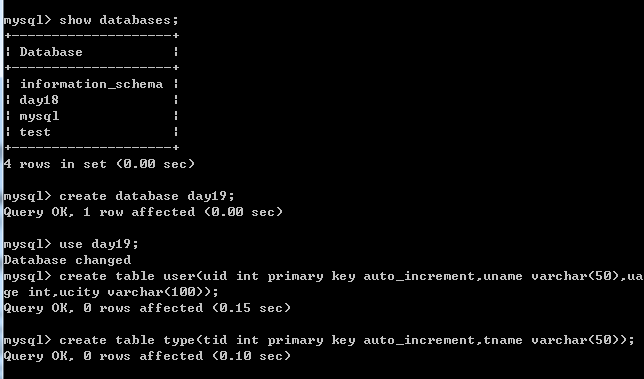 mysql> show databases;
+--------------------+
| Database           |
+--------------------+
| information_schema |
| day18              |
| mysql              |
| test               |
+--------------------+
4 rows in set (0.00 sec)
mysql> create database day19;
Query OK, 1 row affected (0.00 sec)
mysql> use day19;
Database changed
mysql> create table user(uid int primary key auto_increment,uname varchar(50),ua
ge int,ucity varchar(100));
Query OK, 0 rows affected (0.15 sec)
mysql> create table type(tid int primary key auto_increment,tname varchar(50));
Query OK, 0 rows affected (0.10 sec)